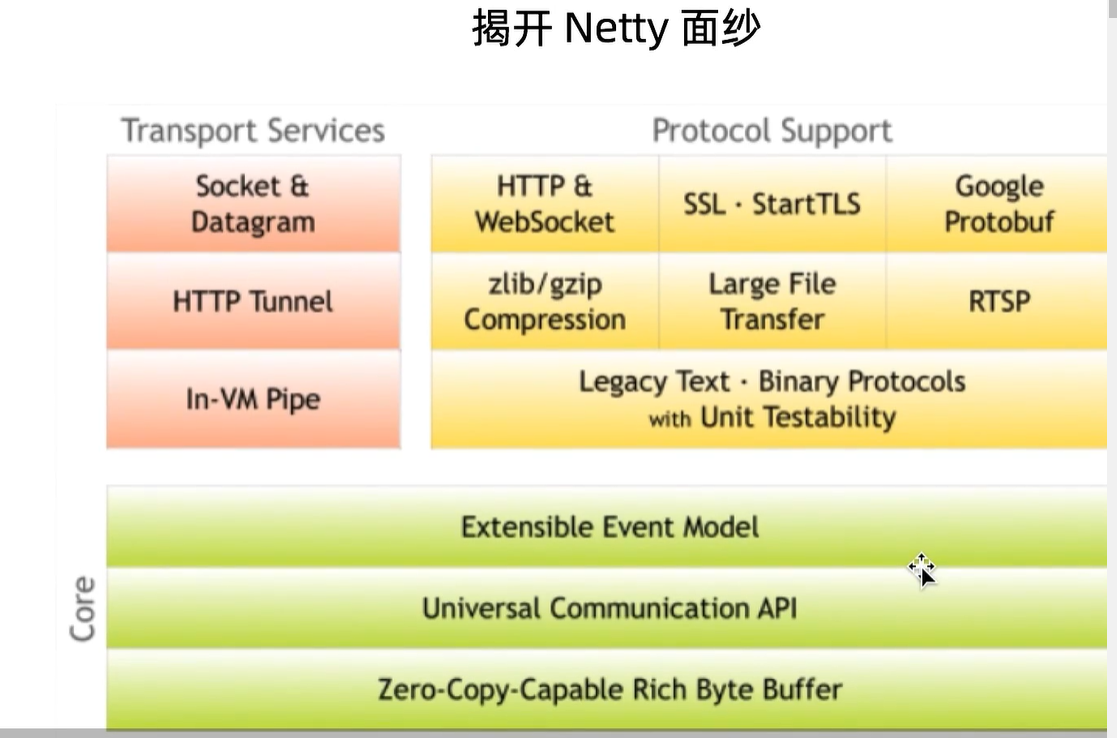 揭开 Netty 面纱
Transport Services
Protocol Support
Socket &
Datagram
HTTP &
WebSocket
SSL · StartTLS
Google
Protobuf
HTTP Tunnel
zlib/gzip
Compression
Large File
Transfer
RTSP
In-VM Pipe
Legacy Text · Binary Protocols
with Unit Testability
Core
Extensible Event Model
Universal Communication API
Zero-Copy-Capable Rich Byte Buffer